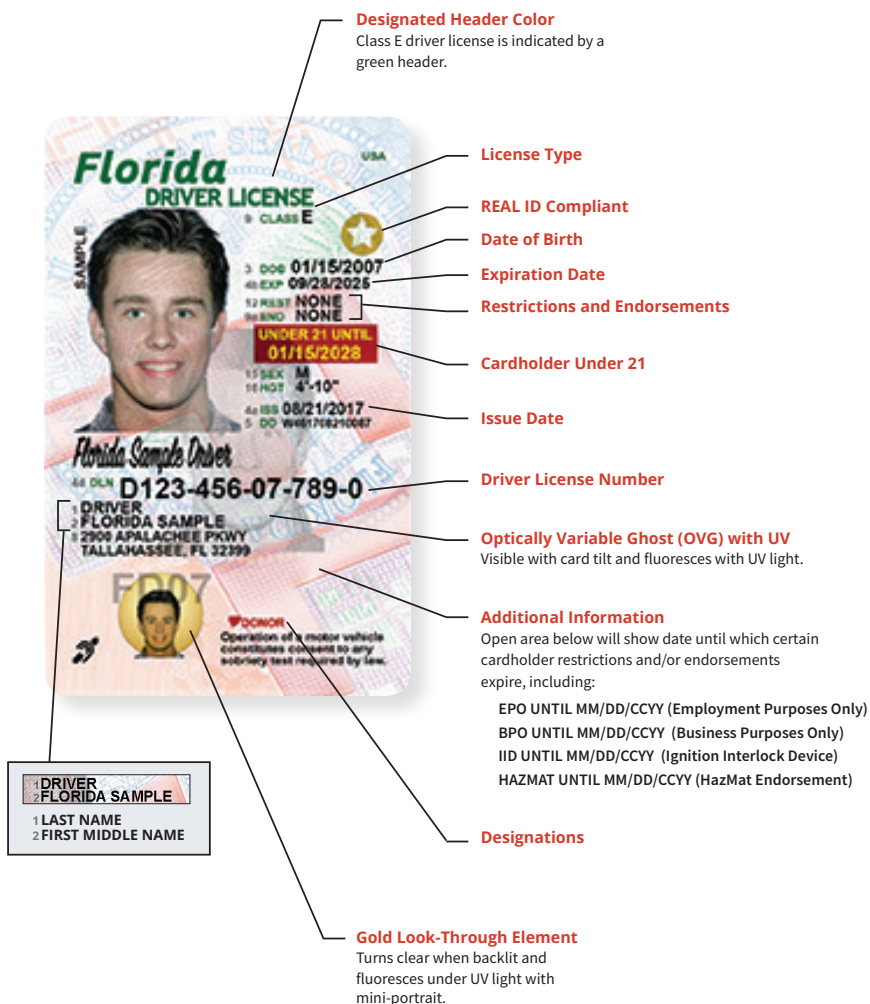 Designated Header Color
Class E driver license is indicated by a
green header.
Florida
USA
DRIVER LICENSE
9 CLASS E
SAMPLE
3 DOB 01/15/2007
4b EXP 09/28/2025
12 REST NONE
9a END NONE
UNDER 21 UNTIL
01/15/2028
15 SEX M
16 HGT 4'-10"
4a ISS 08/21/2017
5 DD W461708210087
Florida Sample Driver
4d DLN D123-456-07-789-0
1 DRIVER
2 FLORIDA SAMPLE
8 2900 APALACHEE PKWY
TALLAHASSEE, FL 32399
FD07
DONOR
Operation of a motor vehicle
constitutes consent to any
sobriety test required by law.
License Type
REAL ID Compliant
Date of Birth
Expiration Date
Restrictions and Endorsements
Cardholder Under 21
Issue Date
Driver License Number
Optically Variable Ghost (OVG) with UV
Visible with card tilt and fluoresces with UV light.
Additional Information
Open area below will show date until which certain
cardholder restrictions and/or endorsements
expire, including:
EPO UNTIL MM/DD/CCYY (Employment Purposes Only)
BPO UNTIL MM/DD/CCYY (Business Purposes Only)
IID UNTIL MM/DD/CCYY (Ignition Interlock Device)
HAZMAT UNTIL MM/DD/CCYY (HazMat Endorsement)
1 DRIVER
2 FLORIDA SAMPLE
1 LAST NAME
2 FIRST MIDDLE NAME
Designations
Gold Look-Through Element
Turns clear when backlit and
fluoresces under UV light with
mini-portrait.